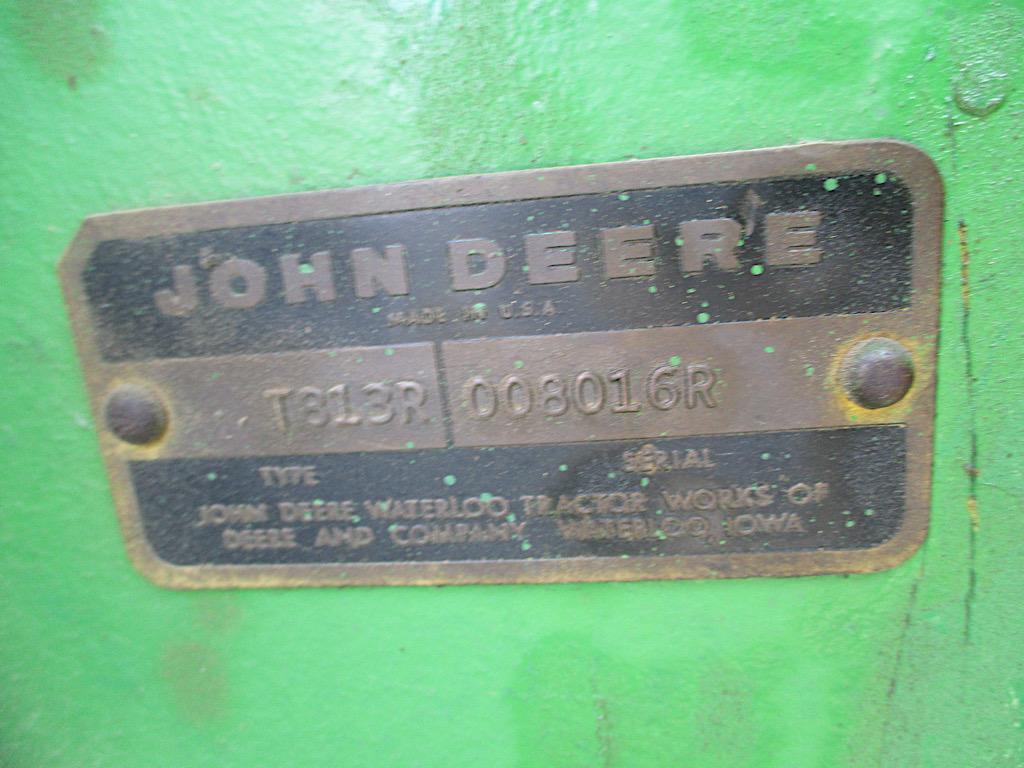 JOHN DEERE
MADE IN U.S.A
T813R 008016R
TYPE SERIAL
JOHN DEERE WATERLOO TRACTOR WORKS OF
DEERE AND COMPANY WATERLOO, IOWA